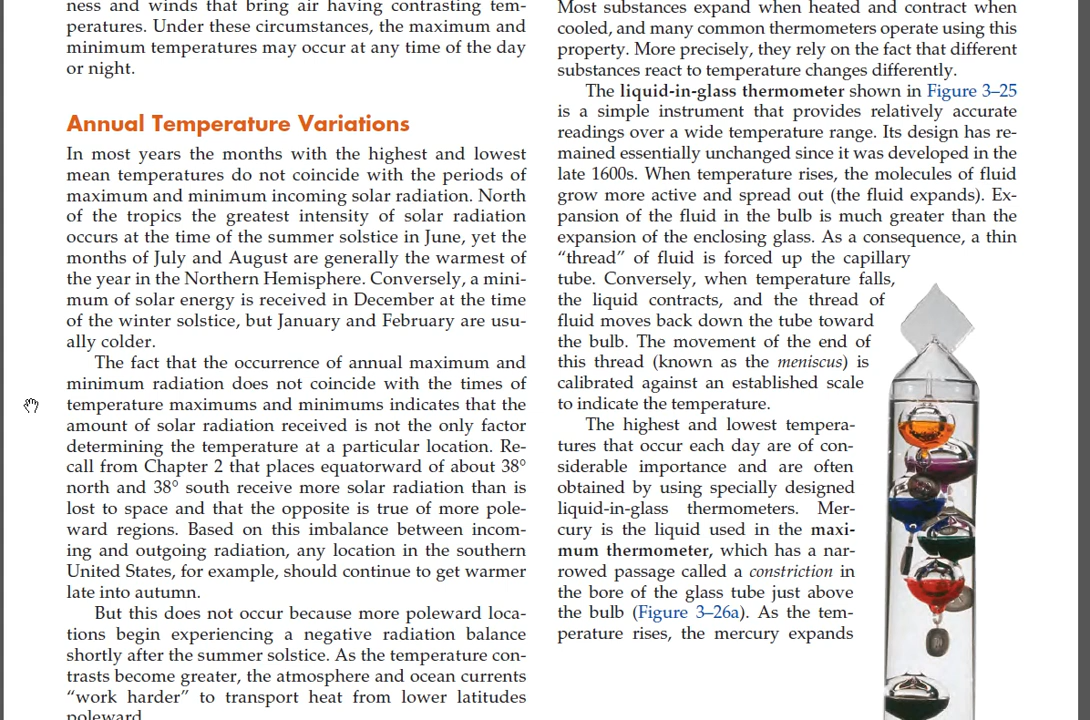 ness and winds that bring air having contrasting tem-
peratures. Under these circumstances, the maximum and
minimum temperatures may occur at any time of the day
or night.
Annual Temperature Variations
In most years the months with the highest and lowest
mean temperatures do not coincide with the periods of
maximum and minimum incoming solar radiation. North
of the tropics the greatest intensity of solar radiation
occurs at the time of the summer solstice in June, yet the
months of July and August are generally the warmest of
the year in the Northern Hemisphere. Conversely, a mini-
mum of solar energy is received in December at the time
of the winter solstice, but January and February are usu-
ally colder.
The fact that the occurrence of annual maximum and
minimum radiation does not coincide with the times of
temperature maximums and minimums indicates that the
amount of solar radiation received is not the only factor
determining the temperature at a particular location. Re-
call from Chapter 2 that places equatorward of about 38°
north and 38° south receive more solar radiation than is
lost to space and that the opposite is true of more pole-
ward regions. Based on this imbalance between incom-
ing and outgoing radiation, any location in the southern
United States, for example, should continue to get warmer
late into autumn.
But this does not occur because more poleward loca-
tions begin experiencing a negative radiation balance
shortly after the summer solstice. As the temperature con-
trasts become greater, the atmosphere and ocean currents
“work harder” to transport heat from lower latitudes
poleward.
Most substances expand when heated and contract when
cooled, and many common thermometers operate using this
property. More precisely, they rely on the fact that different
substances react to temperature changes differently.
The liquid-in-glass thermometer shown in Figure 3–25
is a simple instrument that provides relatively accurate
readings over a wide temperature range. Its design has re-
mained essentially unchanged since it was developed in the
late 1600s. When temperature rises, the molecules of fluid
grow more active and spread out (the fluid expands). Ex-
pansion of the fluid in the bulb is much greater than the
expansion of the enclosing glass. As a consequence, a thin
“thread” of fluid is forced up the capillary
tube. Conversely, when temperature falls,
the liquid contracts, and the thread of
fluid moves back down the tube toward
the bulb. The movement of the end of
this thread (known as the meniscus) is
calibrated against an established scale
to indicate the temperature.
The highest and lowest tempera-
tures that occur each day are of con-
siderable importance and are often
obtained by using specially designed
liquid-in-glass thermometers. Mer-
cury is the liquid used in the maxi-
mum thermometer, which has a nar-
rowed passage called a constriction in
the bore of the glass tube just above
the bulb (Figure 3–26a). As the tem-
perature rises, the mercury expands